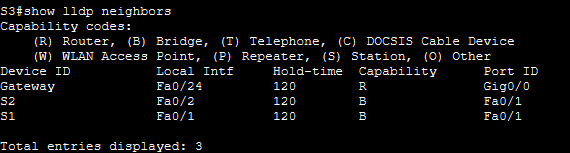 S3#show lldp neighbors
Capability codes:
    (R) Router, (B) Bridge, (T) Telephone, (C) DOCSIS Cable Device
    (W) WLAN Access Point, (P) Repeater, (S) Station, (O) Other
Device ID           Local Intf     Hold-time  Capability      Port ID
Gateway             Fa0/24         120        R               Gig0/0
S2                  Fa0/2          120        B               Fa0/1
S1                  Fa0/1          120        B               Fa0/1
Total entries displayed: 3